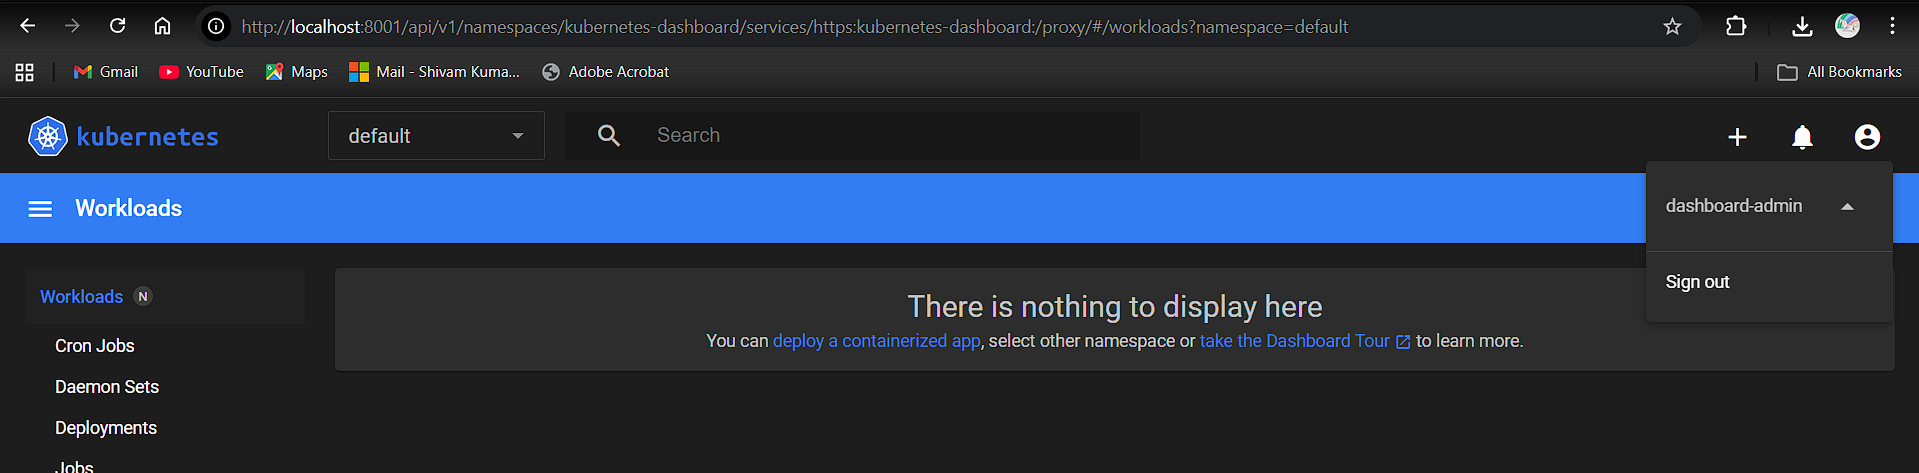 http://localhost:8001/api/v1/namespaces/kubernetes-dashboard/services/https:kubernetes-dashboard:/proxy/#/workloads?namespace=default
Gmail YouTube Maps Mail - Shivam Kuma... Adobe Acrobat All Bookmarks
kubernetes default Search
dashboard-admin
Workloads
Sign out
Workloads N
There is nothing to display here
You can deploy a containerized app, select other namespace or take the Dashboard Tour to learn more.
Cron Jobs
Daemon Sets
Deployments
Jobs